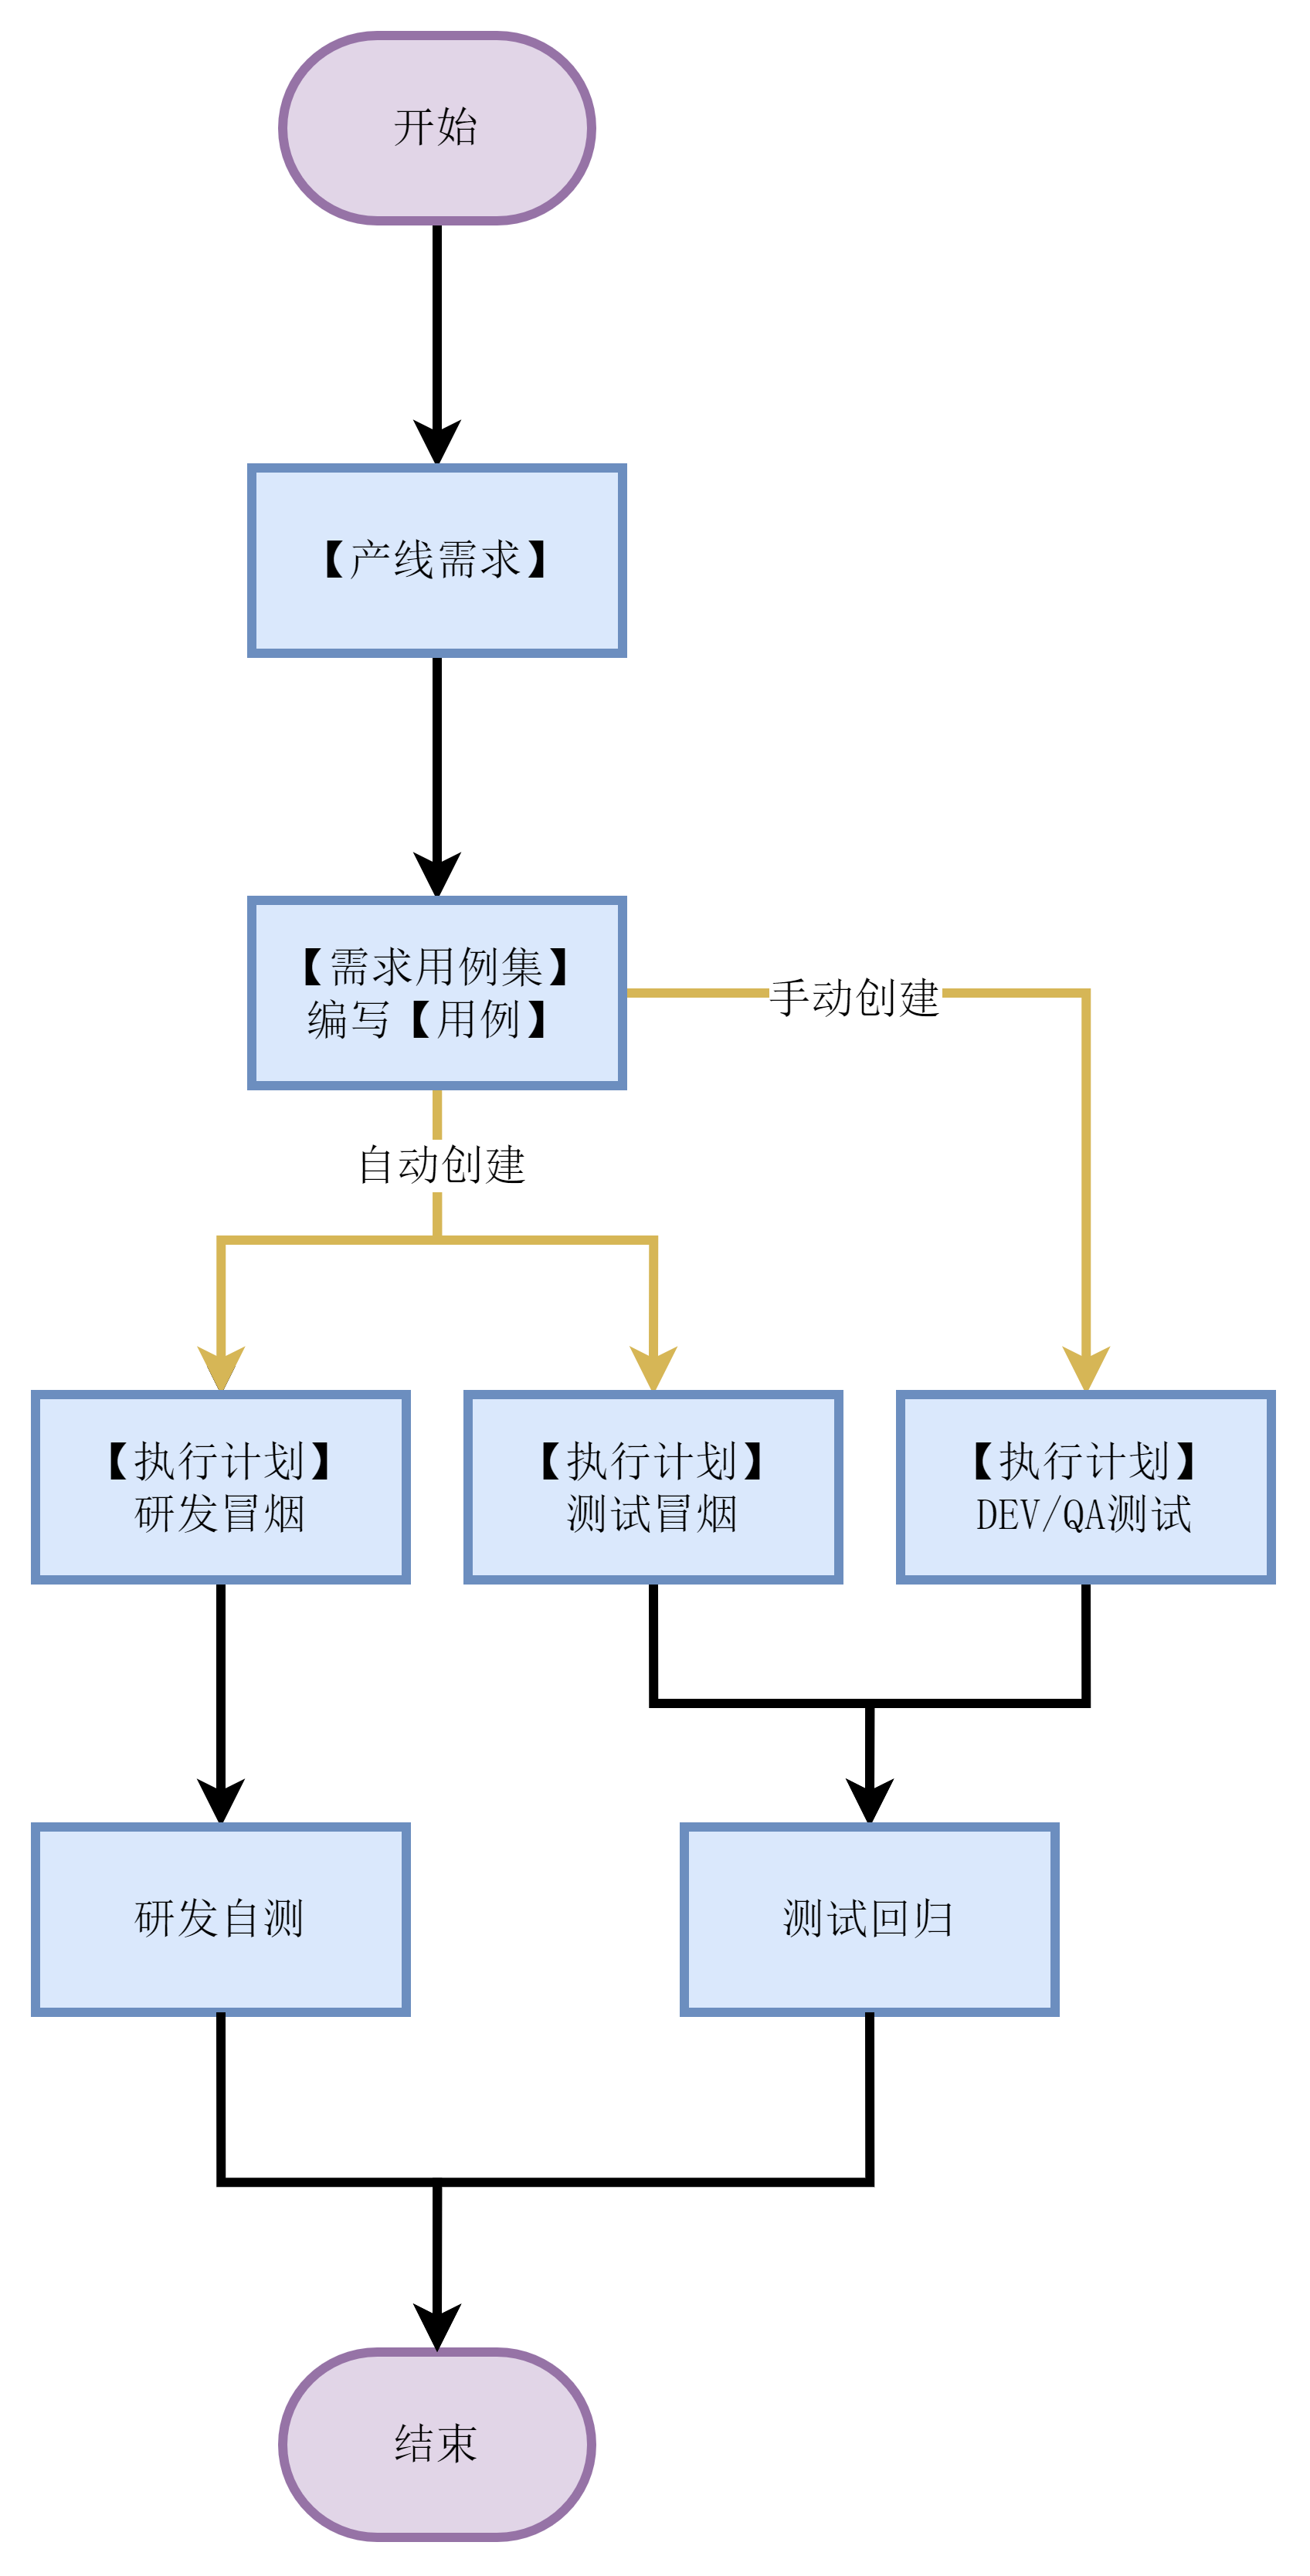 开始
【产线需求】
【需求用例集】
编写【用例】
手动创建
自动创建
【执行计划】
研发冒烟
【执行计划】
测试冒烟
【执行计划】
DEV/QA测试
研发自测
测试回归
结束